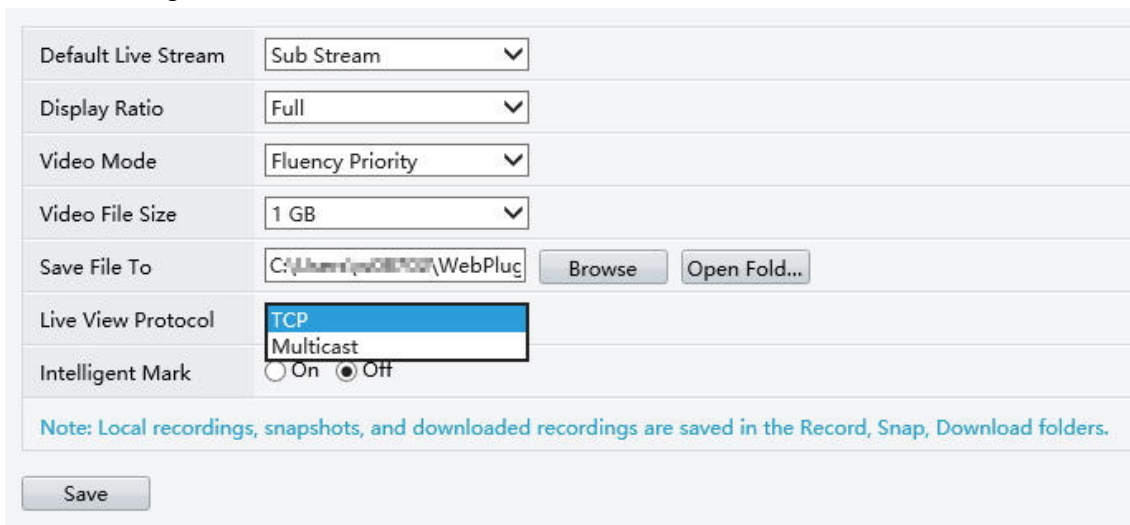 Default Live Stream Sub Stream
Display Ratio Full
Video Mode Fluency Priority
Video File Size 1 GB
Save File To C:\ \WebPlug Browse Open Fold...
Live View Protocol TCP
Multicast
Intelligent Mark On Off
Note: Local recordings, snapshots, and downloaded recordings are saved in the Record, Snap, Download folders.
Save